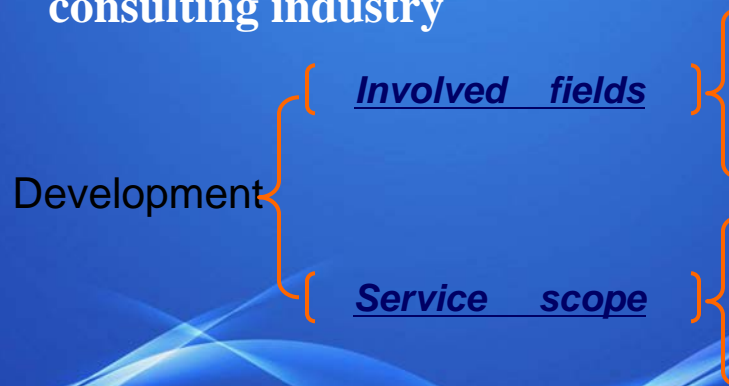 consulting industry
Involved fields
Development
Service scope